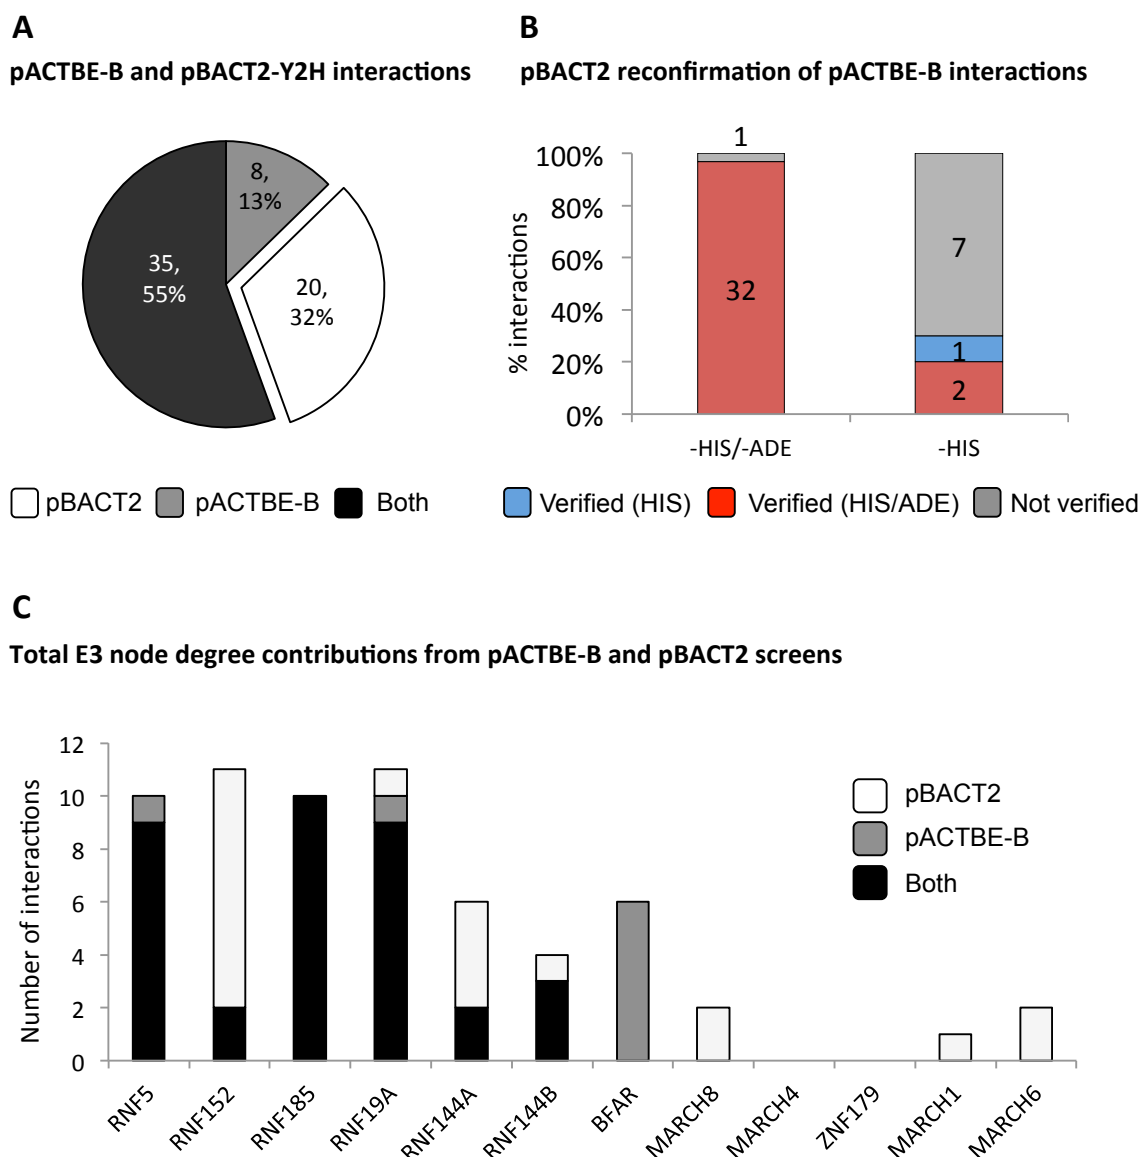 A
pACTBE-B and pBACT2-Y2H interactions
8,
13%
35,
55%
20,
32%
pBACT2 pACTBE-B Both
B
pBACT2 reconfirmation of pACTBE-B interactions
% interactions
100%
80%
60%
40%
20%
0%
1
32
7
1
2
-HIS/-ADE -HIS
Verified (HIS) Verified (HIS/ADE) Not verified
C
Total E3 node degree contributions from pACTBE-B and pBACT2 screens
Number of interactions
12
10
8
6
4
2
0
pBACT2
pACTBE-B
Both
RNF5
RNF152
RNF185
RNF19A
RNF144A
RNF144B
BFAR
MARCH8
MARCH4
ZNF179
MARCH1
MARCH6